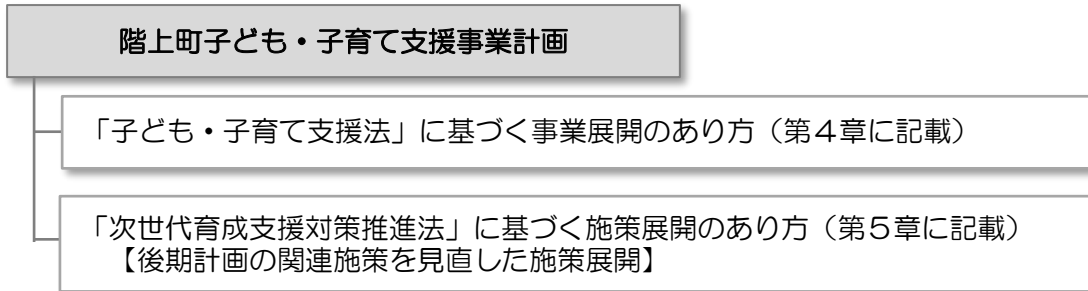 階上町子ども・子育て支援事業計画
「子ども・子育て支援法」に基づく事業展開のあり方（第４章に記載）
「次世代育成支援対策推進法」に基づく施策展開のあり方（第５章に記載）
【後期計画の関連施策を見直した施策展開】